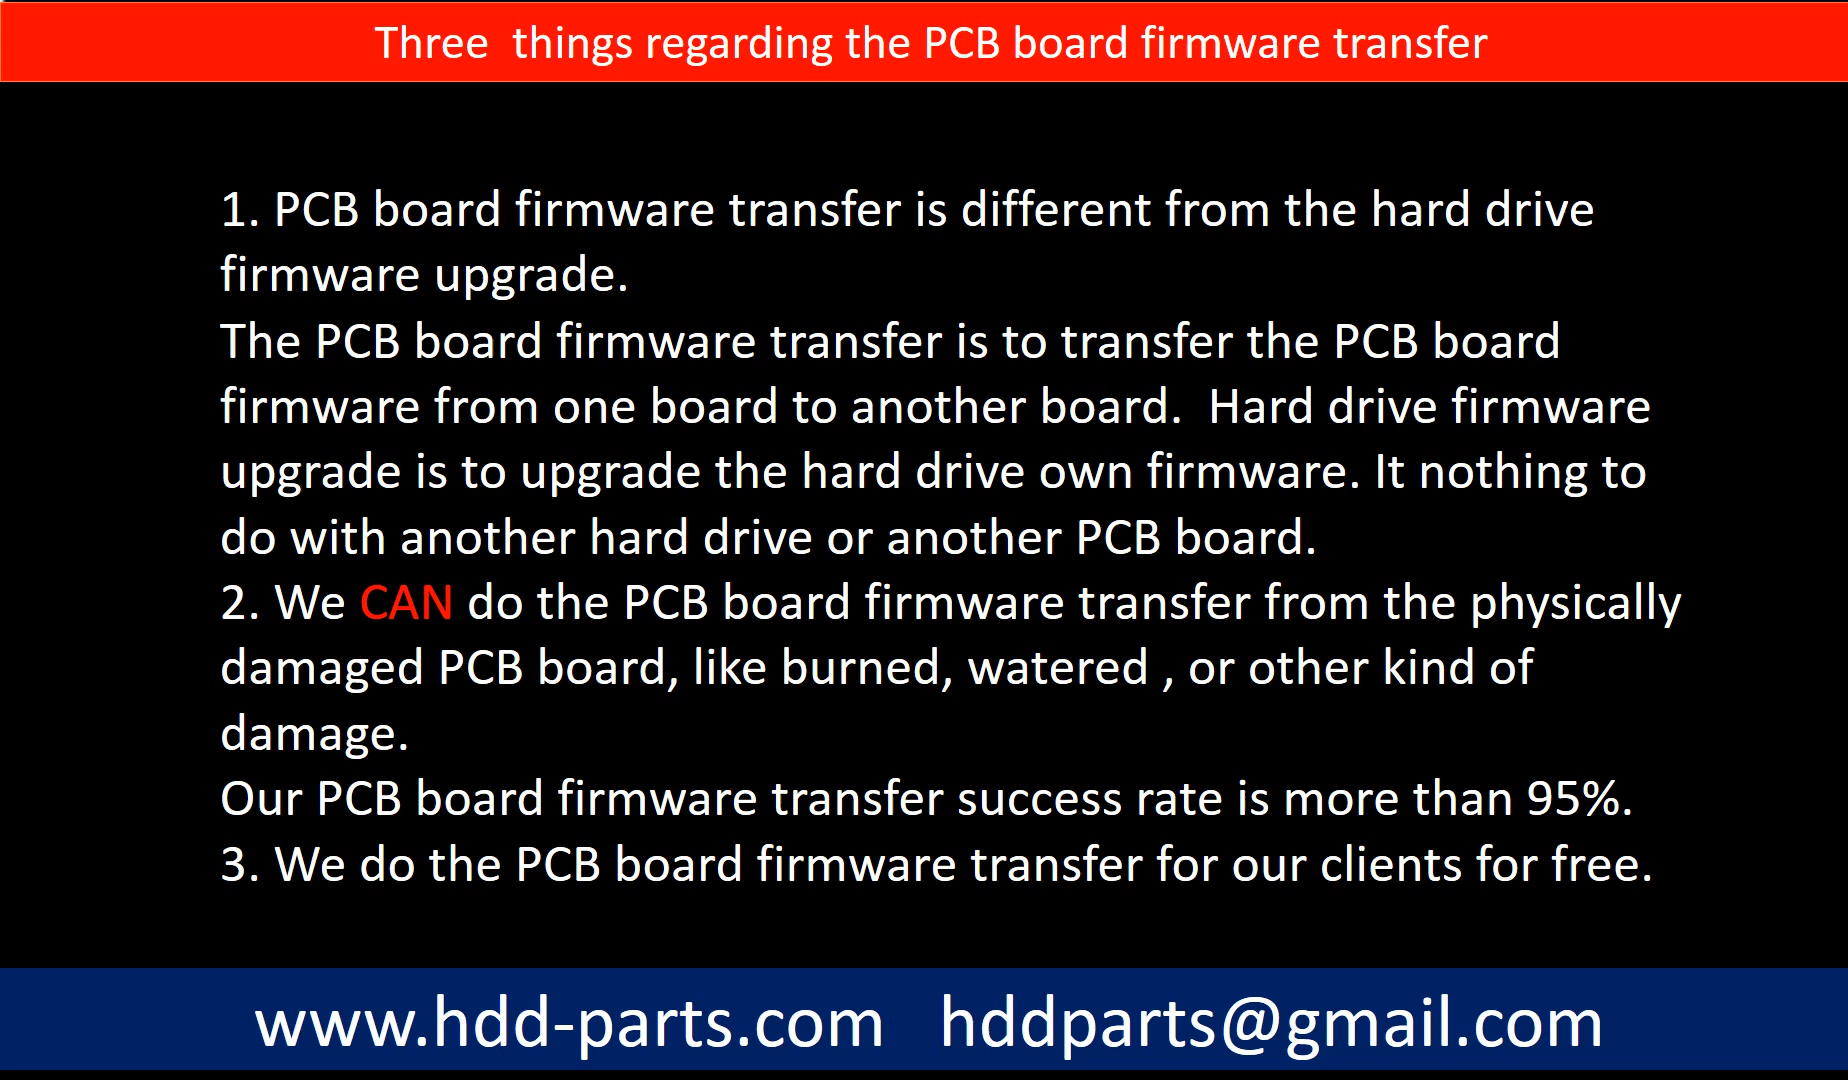 Three  things regarding the PCB board firmware transfer
1. PCB board firmware transfer is different from the hard drive
firmware upgrade.
The PCB board firmware transfer is to transfer the PCB board
firmware from one board to another board.  Hard drive firmware
upgrade is to upgrade the hard drive own firmware. It nothing to
do with another hard drive or another PCB board.
2. We CAN do the PCB board firmware transfer from the physically
damaged PCB board, like burned, watered , or other kind of
damage.
Our PCB board firmware transfer success rate is more than 95%.
3. We do the PCB board firmware transfer for our clients for free.
www.hdd-parts.com   hddparts@gmail.com